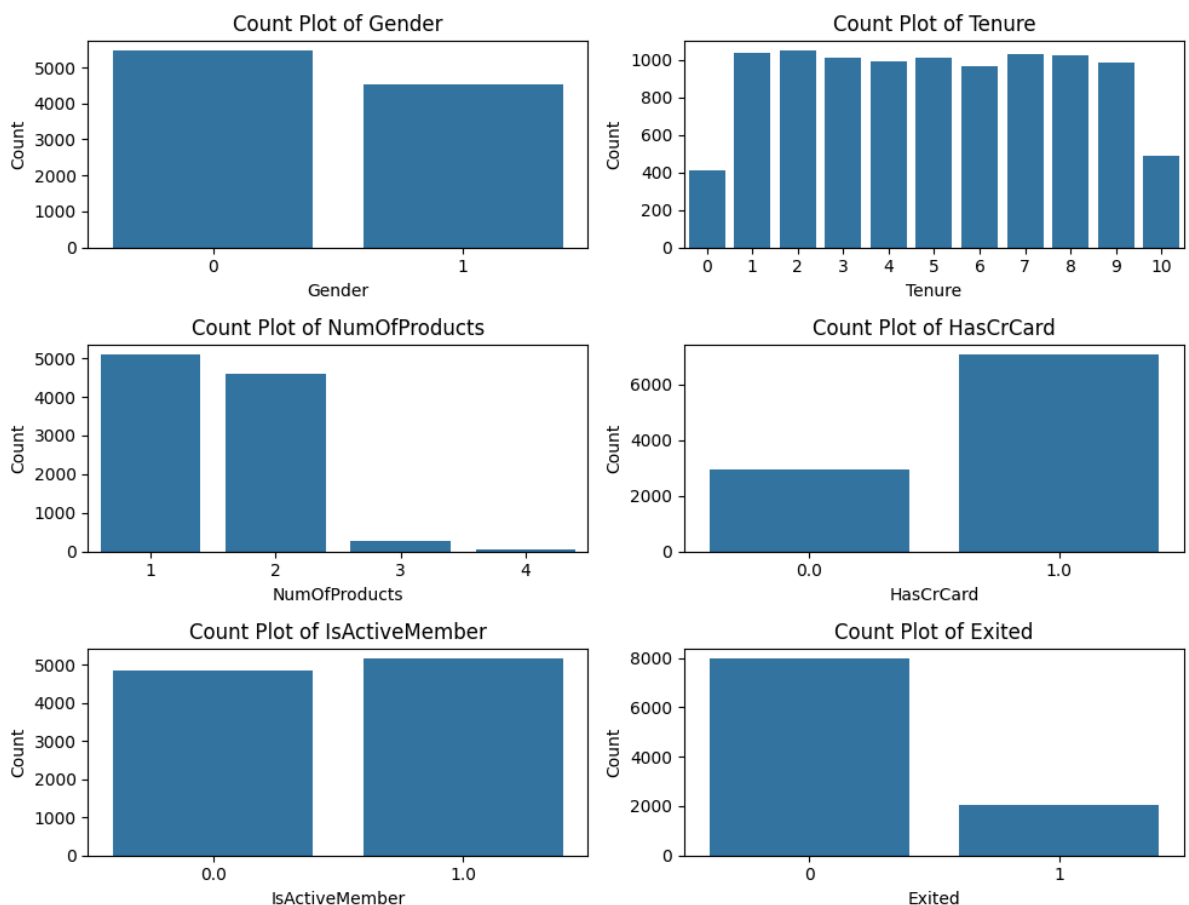 Count Plot of Gender
Count
5000
4000
3000
2000
1000
0
0 1
Gender
Count Plot of Tenure
Count
1000
800
600
400
200
0
0 1 2 3 4 5 6 7 8 9 10
Tenure
Count Plot of NumOfProducts
Count
5000
4000
3000
2000
1000
0
1 2 3 4
NumOfProducts
Count Plot of HasCrCard
Count
6000
4000
2000
0
0.0 1.0
HasCrCard
Count Plot of IsActiveMember
Count
5000
4000
3000
2000
1000
0
0.0 1.0
IsActiveMember
Count Plot of Exited
Count
8000
6000
4000
2000
0
0 1
Exited